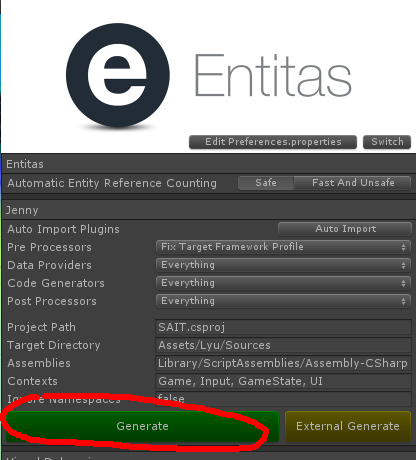 e Entitas
Edit Preferences.properties Switch
Entitas
Automatic Entity Reference Counting Safe Fast And Unsafe
Jenny
Auto Import Plugins Auto Import
Pre Processors Fix Target Framework Profile
Data Providers Everything
Code Generators Everything
Post Processors Everything
Project Path SAIT.csproj
Target Directory Assets/Lyu/Sources
Assemblies Library/ScriptAssemblies/Assembly-CSharp
Contexts Game, Input, GameState, UI
Ignore Namespaces false
Generate External Generate